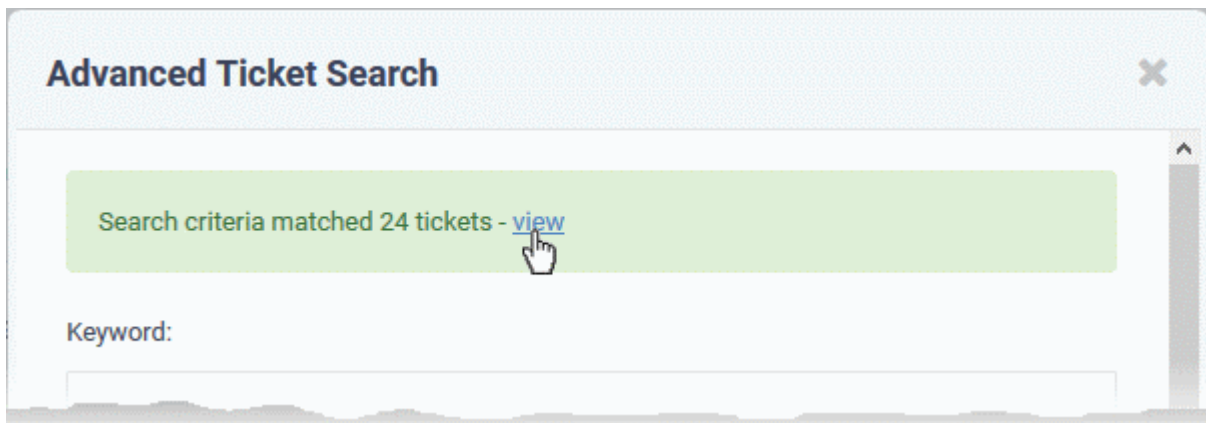 Advanced Ticket Search
Search criteria matched 24 tickets - view
Keyword: